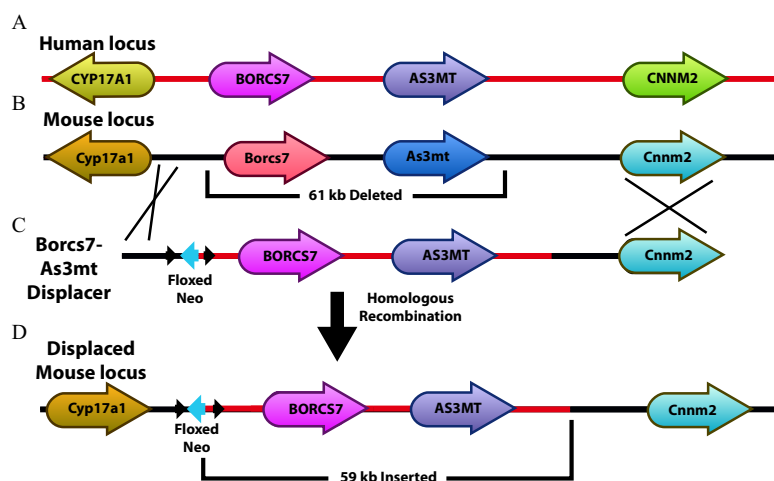 A
Human locus
CYP17A1 BORCS7 AS3MT CNNM2
B
Mouse locus
Cyp17a1 Borcs7 As3mt Cnnm2
61 kb Deleted
C
Borcs7-
As3mt
Displacer
BORCS7 AS3MT Cnnm2
Floxed
Neo
Homologous
Recombination
D
Displaced
Mouse locus
Cyp17a1 BORCS7 AS3MT Cnnm2
Floxed
Neo
59 kb Inserted